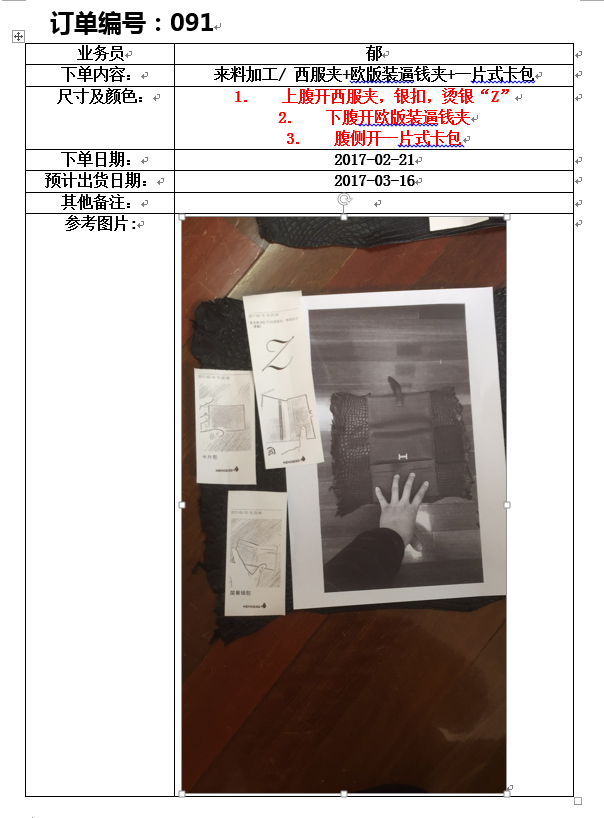 订单编号：091
业务员
郁
下单内容：
来料加工/ 西服夹+欧版装逼钱夹+一片式卡包
尺寸及颜色：
1. 上腹开西服夹，银扣，烫银“Z”
2. 下腹开欧版装逼钱夹
3. 腹侧开一片式卡包
下单日期：
2017-02-21
预计出货日期：
2017-03-16
其他备注：
参考图片:
Z